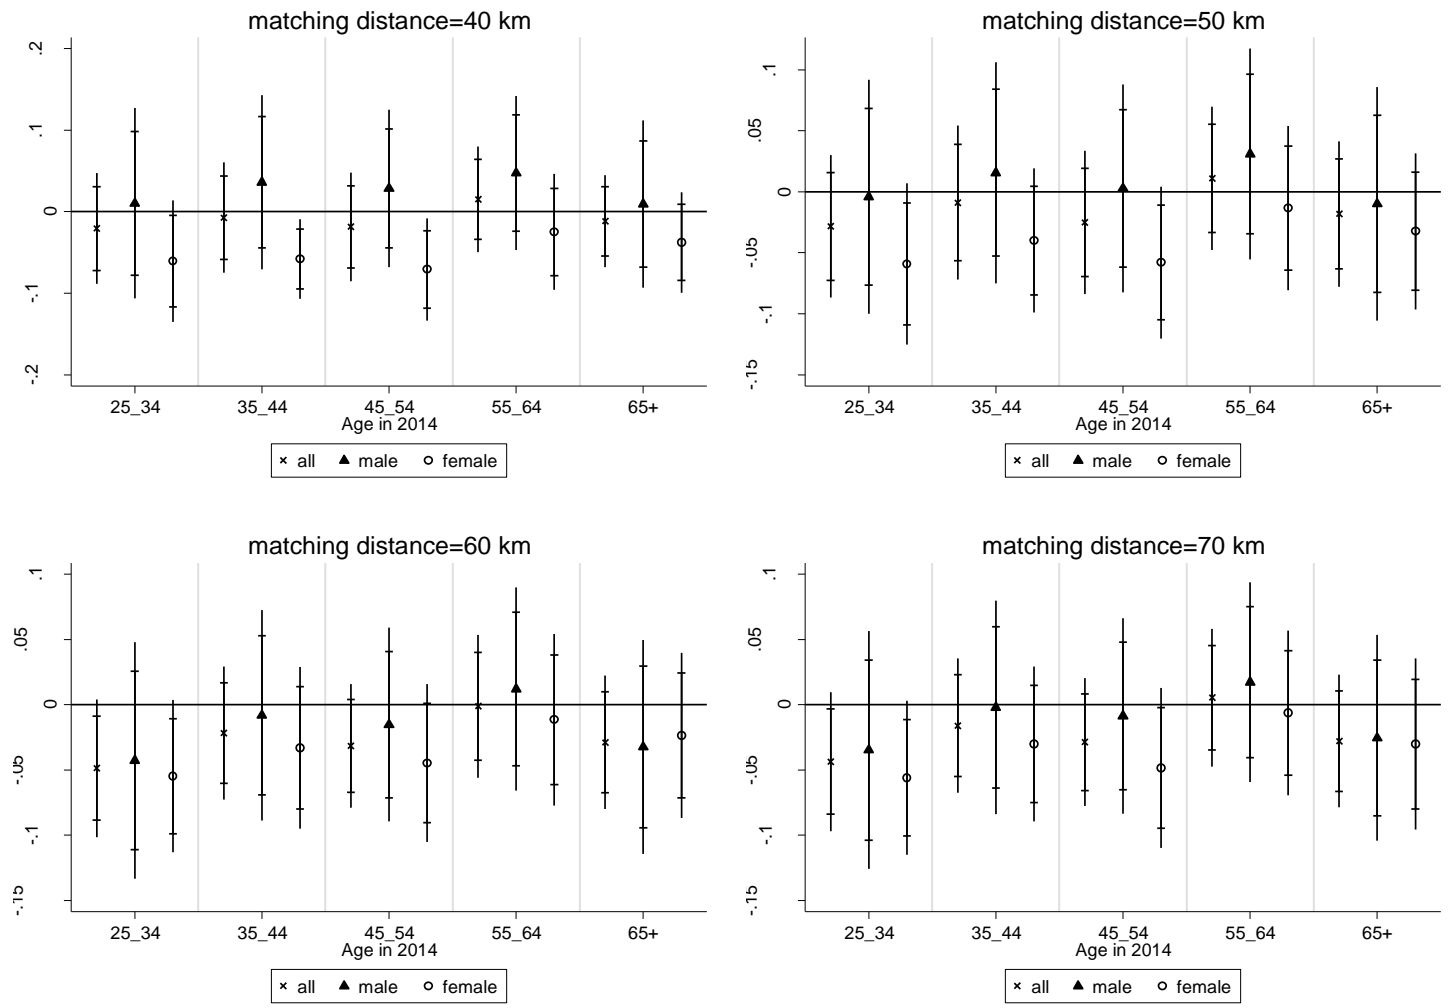 matching distance=40 km
.2
.1
0
-.1
-.2
25_34 35_44 45_54 55_64 65+
Age in 2014
all male female
matching distance=50 km
.1
.05
0
-.05
-.1
-.15
25_34 35_44 45_54 55_64 65+
Age in 2014
all male female
matching distance=60 km
.1
.05
0
-.05
-.1
-.15
25_34 35_44 45_54 55_64 65+
Age in 2014
all male female
matching distance=70 km
.1
.05
0
-.05
-.1
-.15
25_34 35_44 45_54 55_64 65+
Age in 2014
all male female